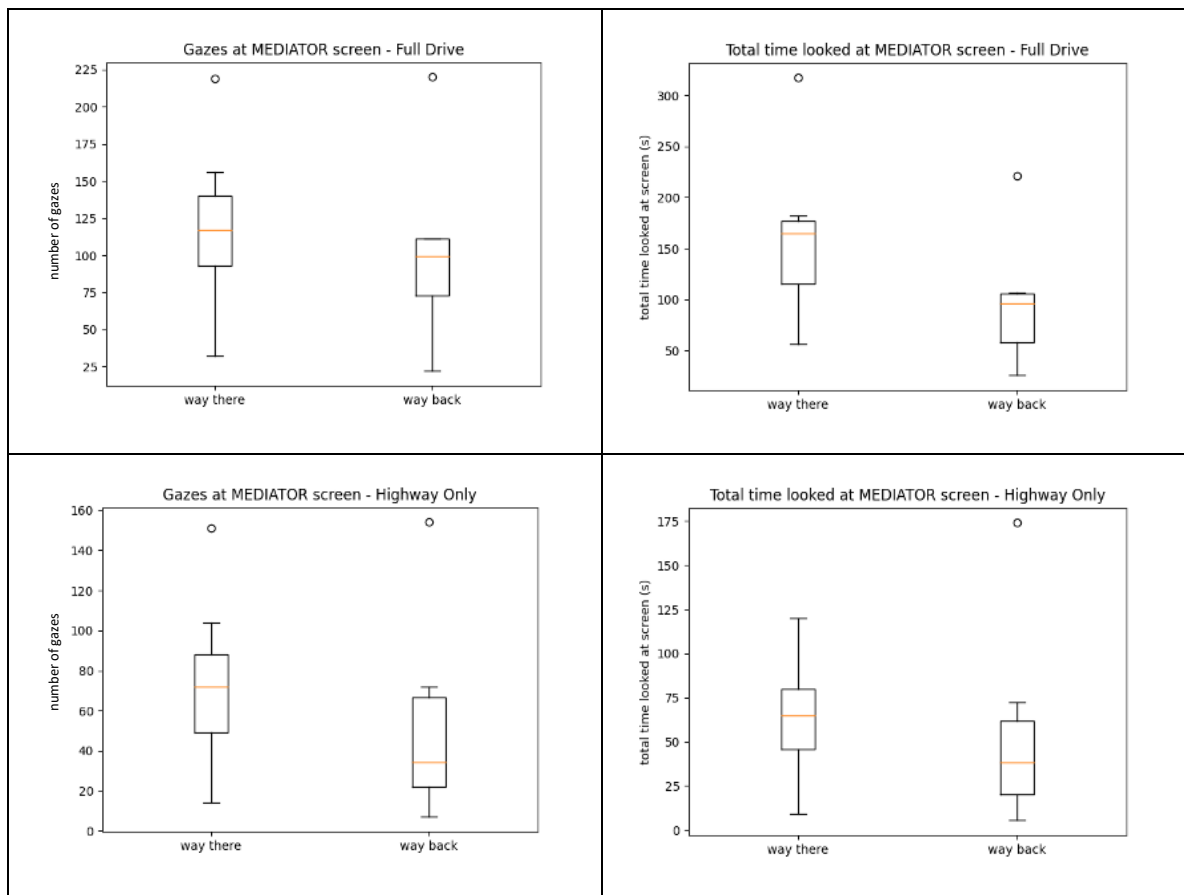 Gazes at MEDIATOR screen - Full Drive
number of gazes
225
200
175
150
125
100
75
50
25
way there
way back
Total time looked at MEDIATOR screen - Full Drive
total time looked at screen (s)
300
250
200
150
100
50
way there
way back
Gazes at MEDIATOR screen - Highway Only
number of gazes
160
140
120
100
80
60
40
20
0
way there
way back
Total time looked at MEDIATOR screen - Highway Only
total time looked at screen (s)
175
150
125
100
75
50
25
0
way there
way back